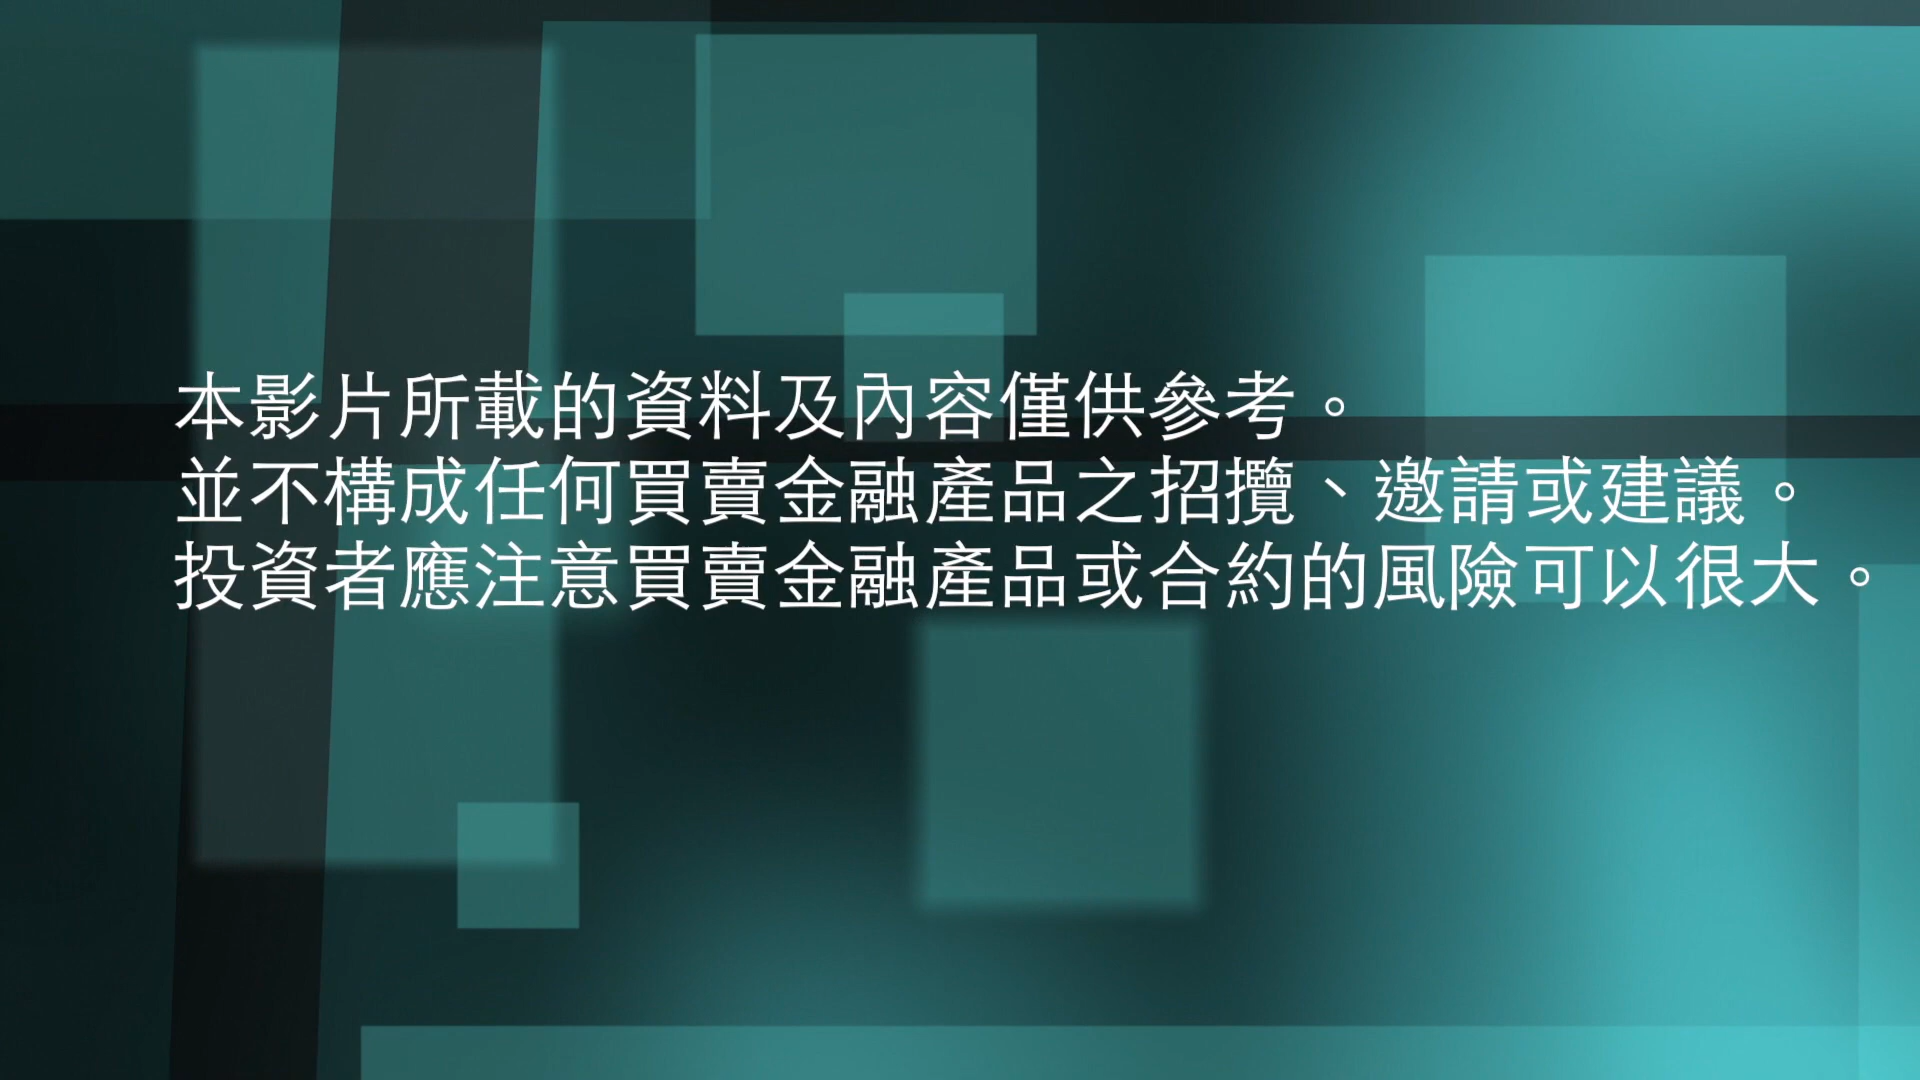 本影片所載的資料及內容僅供參考。
並不構成任何買賣金融產品之招攬、邀請或建議。
投資者應注意買賣金融產品或合約的風險可以很大。